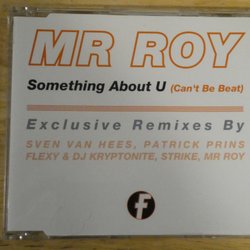 MR ROY
Something About U (Can't Be Beat)
Exclusive Remixes By
SVEN VAN HEES, PATRICK PRINS
FLEXY & DJ KRYPTONITE, STRIKE, MR ROY
f